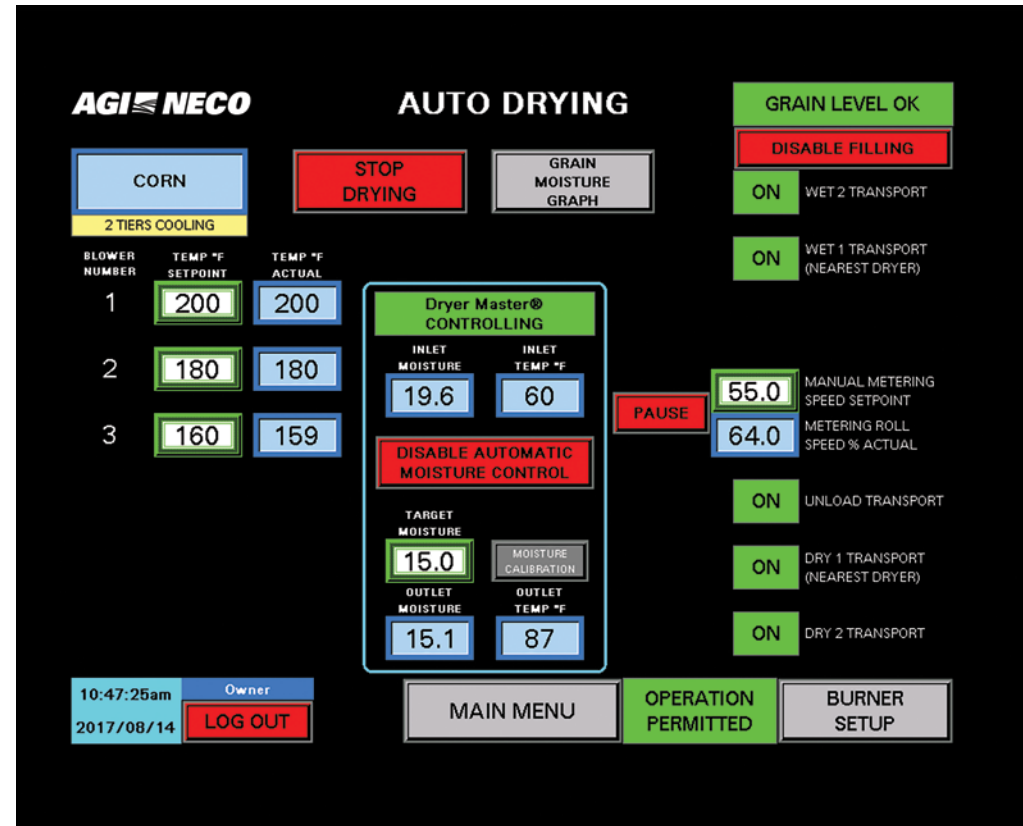 AGI NECO
AUTO DRYING
GRAIN LEVEL OK
DISABLE FILLING
CORN
2 TIERS COOLING
STOP
DRYING
GRAIN
MOISTURE
GRAPH
ON WET 2 TRANSPORT
ON WET 1 TRANSPORT
(NEAREST DRYER)
BLOWER
NUMBER
TEMP °F
SETPOINT
TEMP °F
ACTUAL
1 200 200
2 180 180
3 160 159
Dryer Master®
CONTROLLING
INLET
MOISTURE
INLET
TEMP °F
19.6 60
DISABLE AUTOMATIC
MOISTURE CONTROL
TARGET
MOISTURE
15.0
MOISTURE
CALIBRATION
OUTLET
MOISTURE
OUTLET
TEMP °F
15.1 87
PAUSE
55.0
MANUAL METERING
SPEED SETPOINT
64.0
METERING ROLL
SPEED % ACTUAL
ON UNLOAD TRANSPORT
ON DRY 1 TRANSPORT
(NEAREST DRYER)
ON DRY 2 TRANSPORT
10:47:25am
2017/08/14
Owner
LOG OUT
MAIN MENU
OPERATION
PERMITTED
BURNER
SETUP